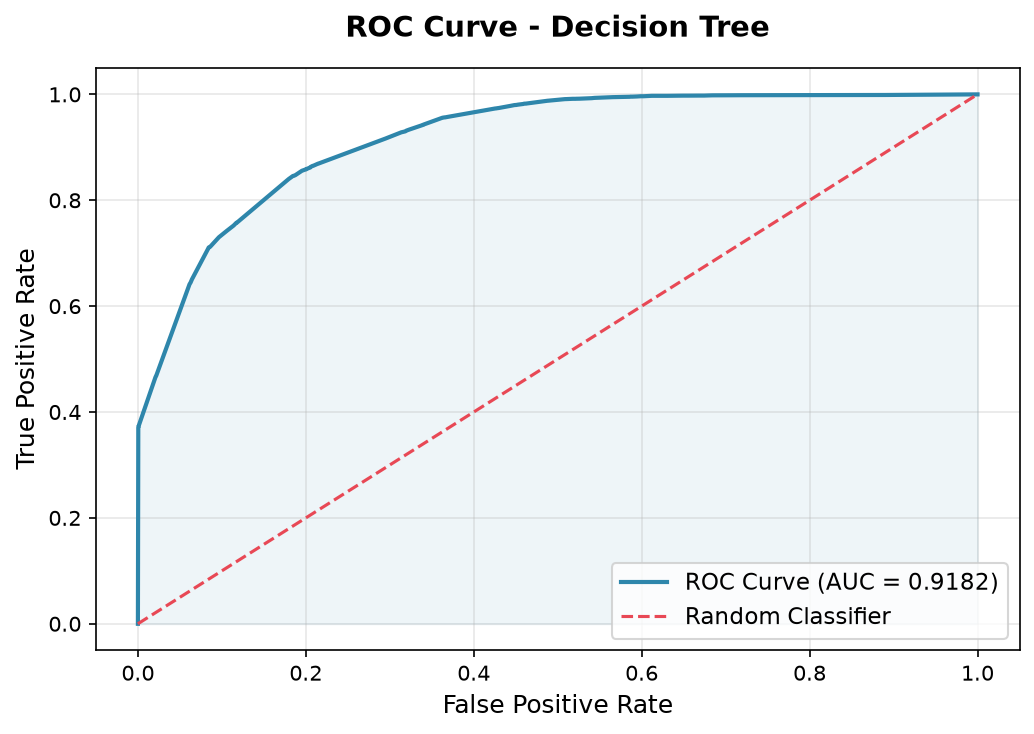 ROC Curve - Decision Tree
True Positive Rate
1.0
0.8
0.6
0.4
0.2
0.0
ROC Curve (AUC = 0.9182)
Random Classifier
0.0 0.2 0.4 0.6 0.8 1.0
False Positive Rate